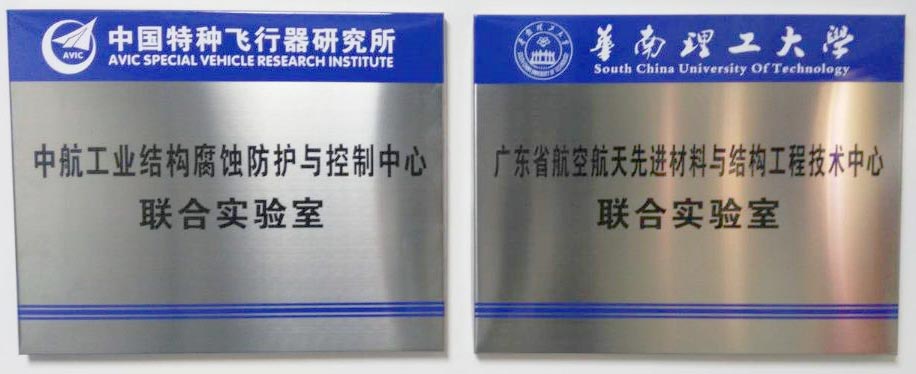 AVIC
中国特种飞行器研究所
AVIC SPECIAL VEHICLE RESEARCH INSTITUTE
中航工业结构腐蚀防护与控制中心
联合实验室
華南理工大學
South China University Of Technology
广东省航空航天先进材料与结构工程技术中心
联合实验室